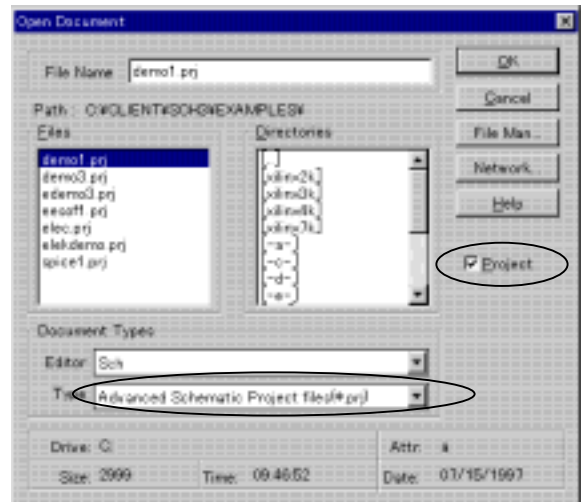 Open Document
File Name demo1.prj
Path : C:¥CLIENT¥SCH3¥EXAMPLES¥
Files
demo1.prj
demo3.prj
edemo3.prj
eesoft1.prj
elec.prj
elekdemo.prj
spice1.prj
Directories
[..]
[xilinx2k]
[xilinx3k]
[xilinx4k]
[xilinx7k]
[-a-]
[-c-]
[-d-]
[-e-]
OK
Cancel
File Man...
Network...
Help
Project
Document Types
Editor Sch
Type Advanced Schematic Project files(*.prj)
Drive: C: Attr: a
Size: 2999 Time: 09:46:52 Date: 07/15/1997